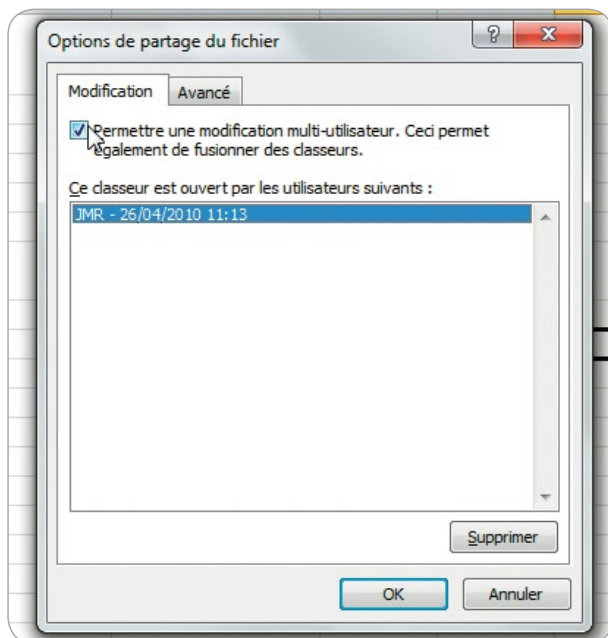 Options de partage du fichier
?
X
Modification
Avancé
Permettre une modification multi-utilisateur. Ceci permet
également de fusionner des classeurs.
Ce classeur est ouvert par les utilisateurs suivants :
JMR - 26/04/2010 11:13
Supprimer
OK
Annuler